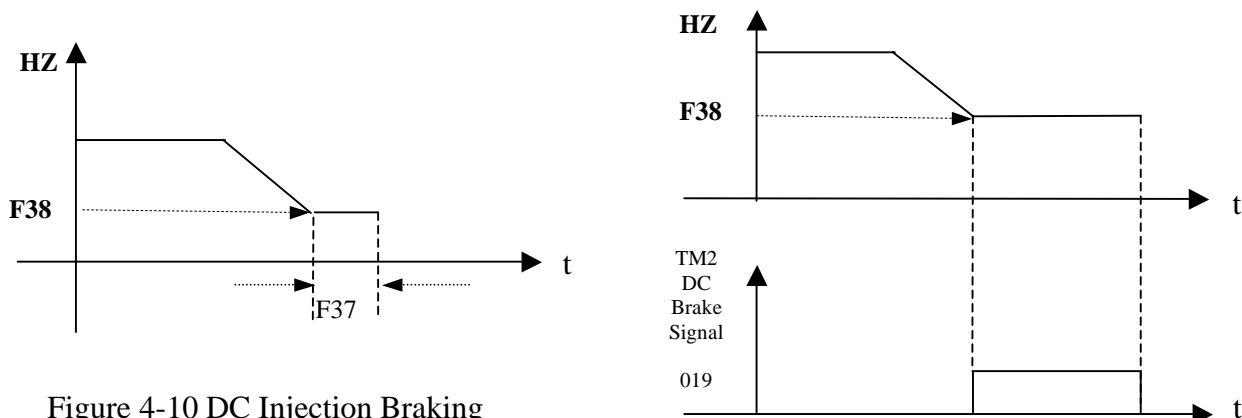 HZ
F38
t
F37
Figure 4-10 DC Injection Braking
HZ
F38
t
TM2
DC
Brake
Signal
019
t